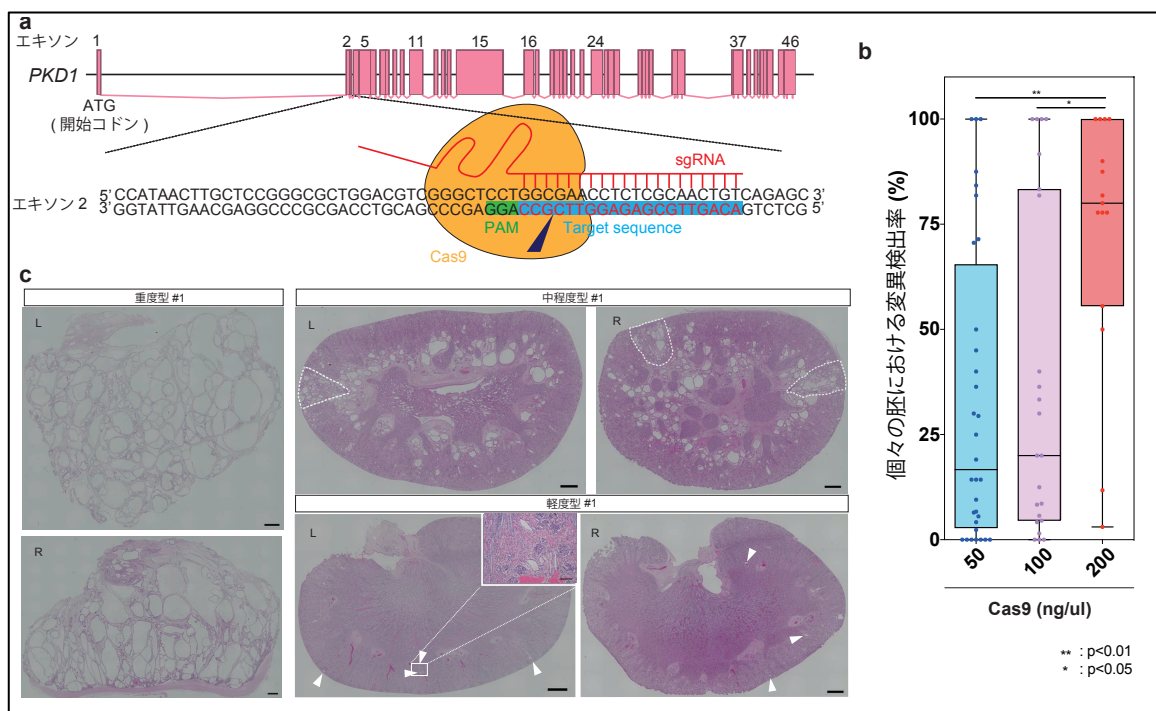 a
エキソン 1 2 5 11 15 16 24 37 46
PKD1
ATG
(開始コドン)
sgRNA
5’ CCATAACTTGCTCCGGGCGCTGGACGTCGGGCTCCTGGCGAACCTCTCGCAACTGTCAGAGC 3’
エキソン 2
3’ GGTATTGAACGAGGCCCGCGACCTGCAGCCCGAGGACCGCTTGGAGAGCGTTGACAGTCTCG 5’
PAM
Target sequence
Cas9
b
**
*
個々の胚における変異検出率 (%)
100
75
50
25
0
50 100 200
Cas9 (ng/ul)
** : p<0.01
* : p<0.05
c
重度型 #1
L
R
中程度型 #1
L
R
軽度型 #1
L
R